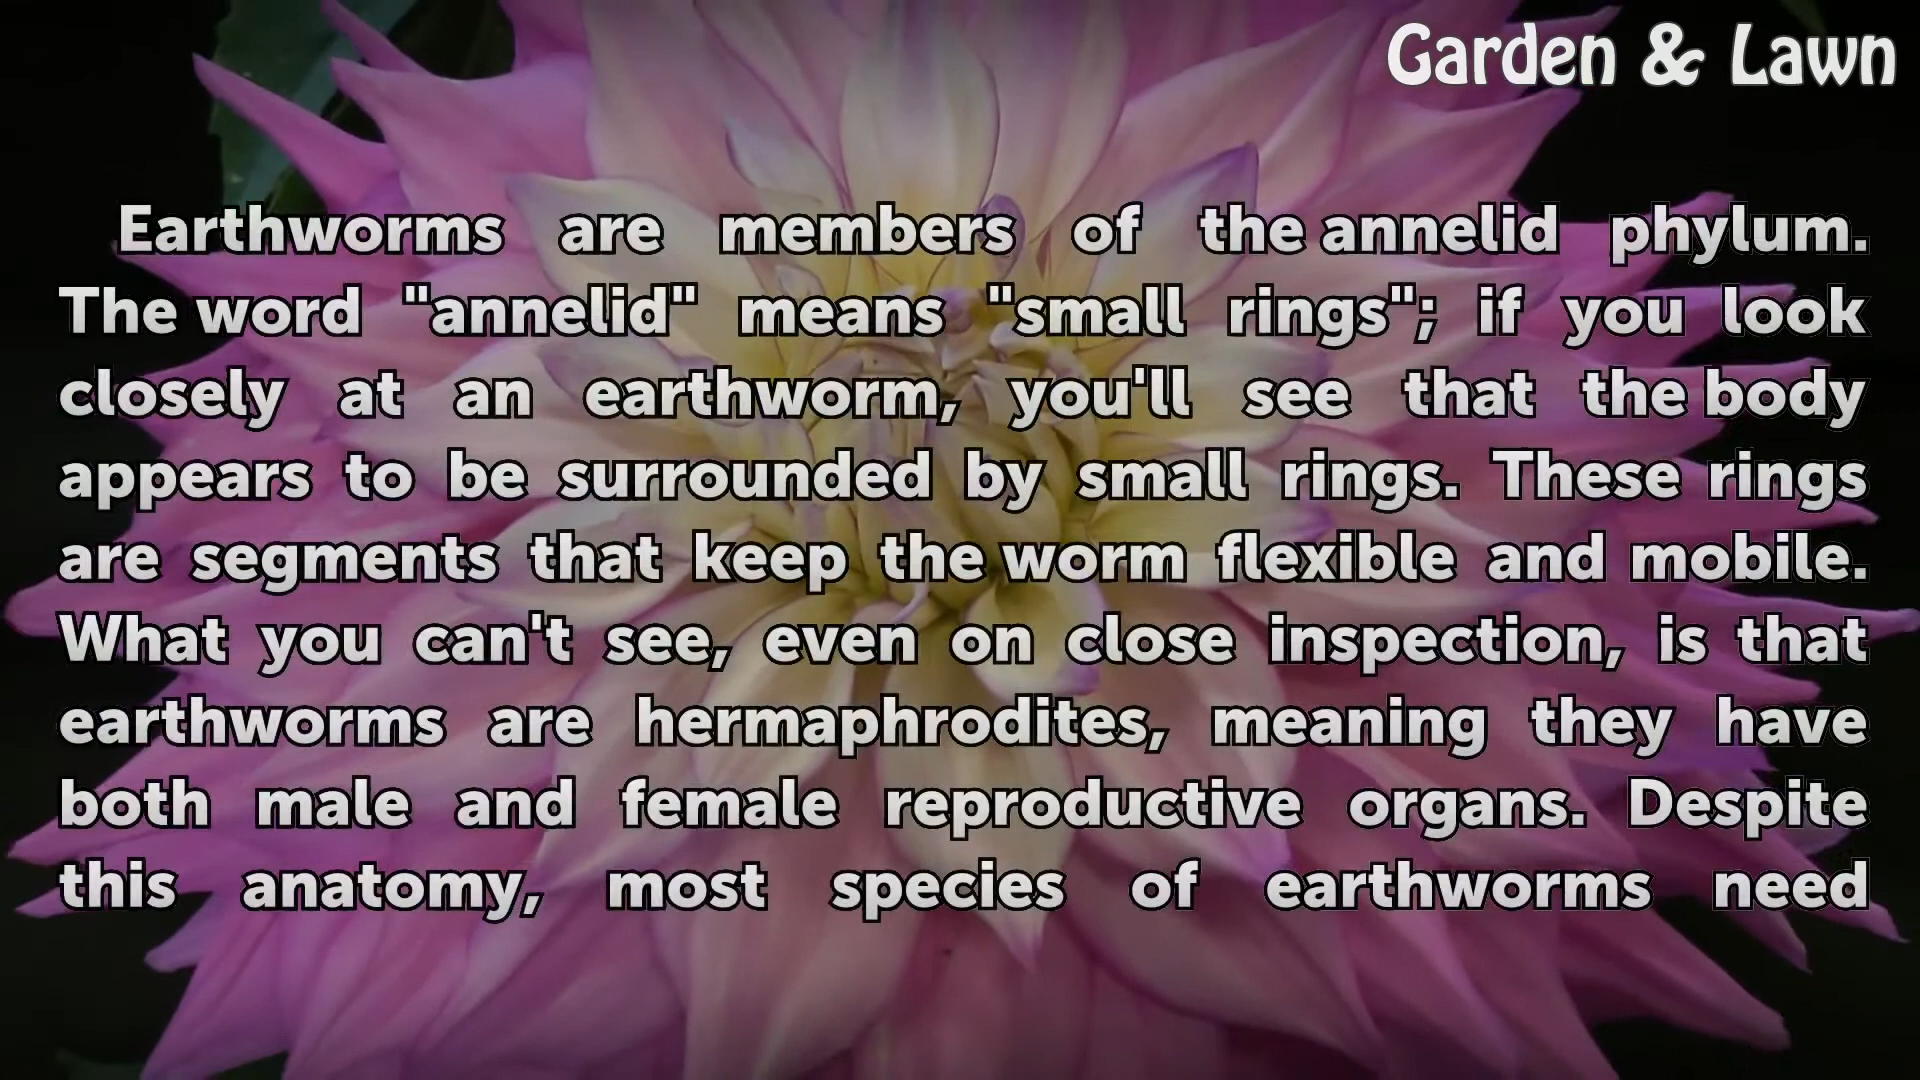 Garden & Lawn
Earthworms are members of the annelid phylum.
The word "annelid" means "small rings"; if you look
closely at an earthworm, you'll see that the body
appears to be surrounded by small rings. These rings
are segments that keep the worm flexible and mobile.
What you can't see, even on close inspection, is that
earthworms are hermaphrodites, meaning they have
both male and female reproductive organs. Despite
this anatomy, most species of earthworms need